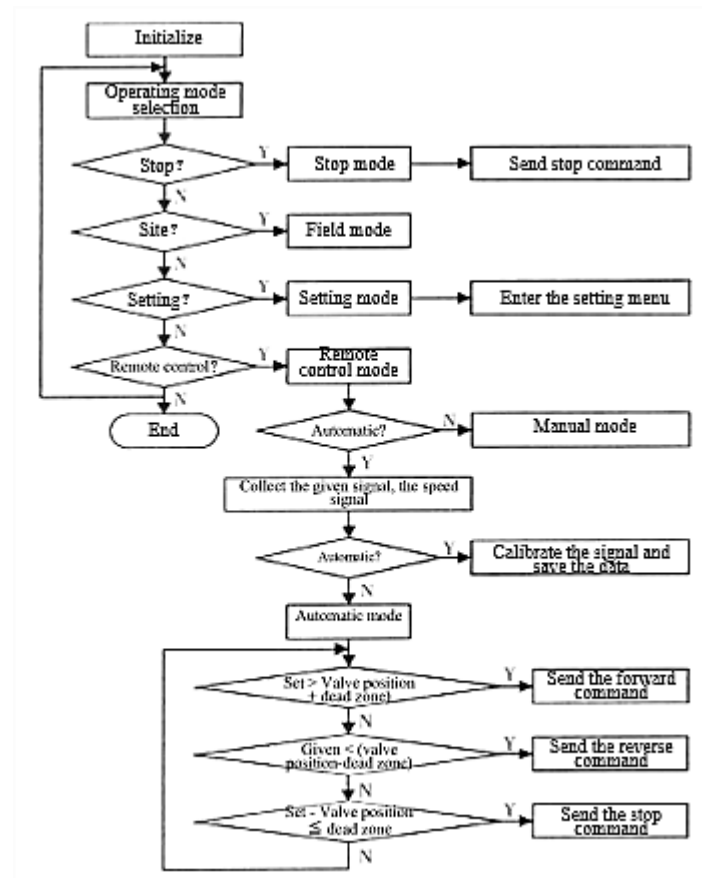 Initialize
Operating mode
selection
Stop?
Y
Stop mode
Send stop command
N
Site?
Y
Field mode
N
Setting?
Y
Setting mode
Enter the setting menu
N
Remote control?
Y
Remote
control mode
N
End
Automatic?
N
Manual mode
Y
Collect the given signal, the speed
signal
Automatic?
Y
Calibrate the signal and
save the data
N
Automatic mode
Set > Valve position
+ dead zone)
Y
Send the forward
command
N
Given < (valve
position-dead zone)
Y
Send the reverse
command
N
Set - Valve position
≦ dead zone
Y
Send the stop
command
N